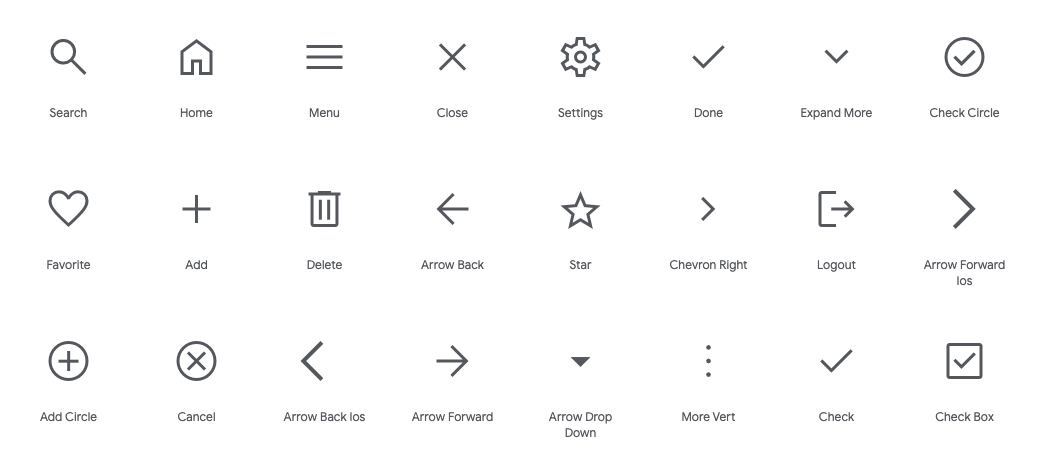 Search
Home
Menu
Close
Settings
Done
Expand More
Check Circle
Favorite
Add
Delete
Arrow Back
Star
Chevron Right
Logout
Arrow Forward
Ios
Add Circle
Cancel
Arrow Back Ios
Arrow Forward
Arrow Drop
Down
More Vert
Check
Check Box